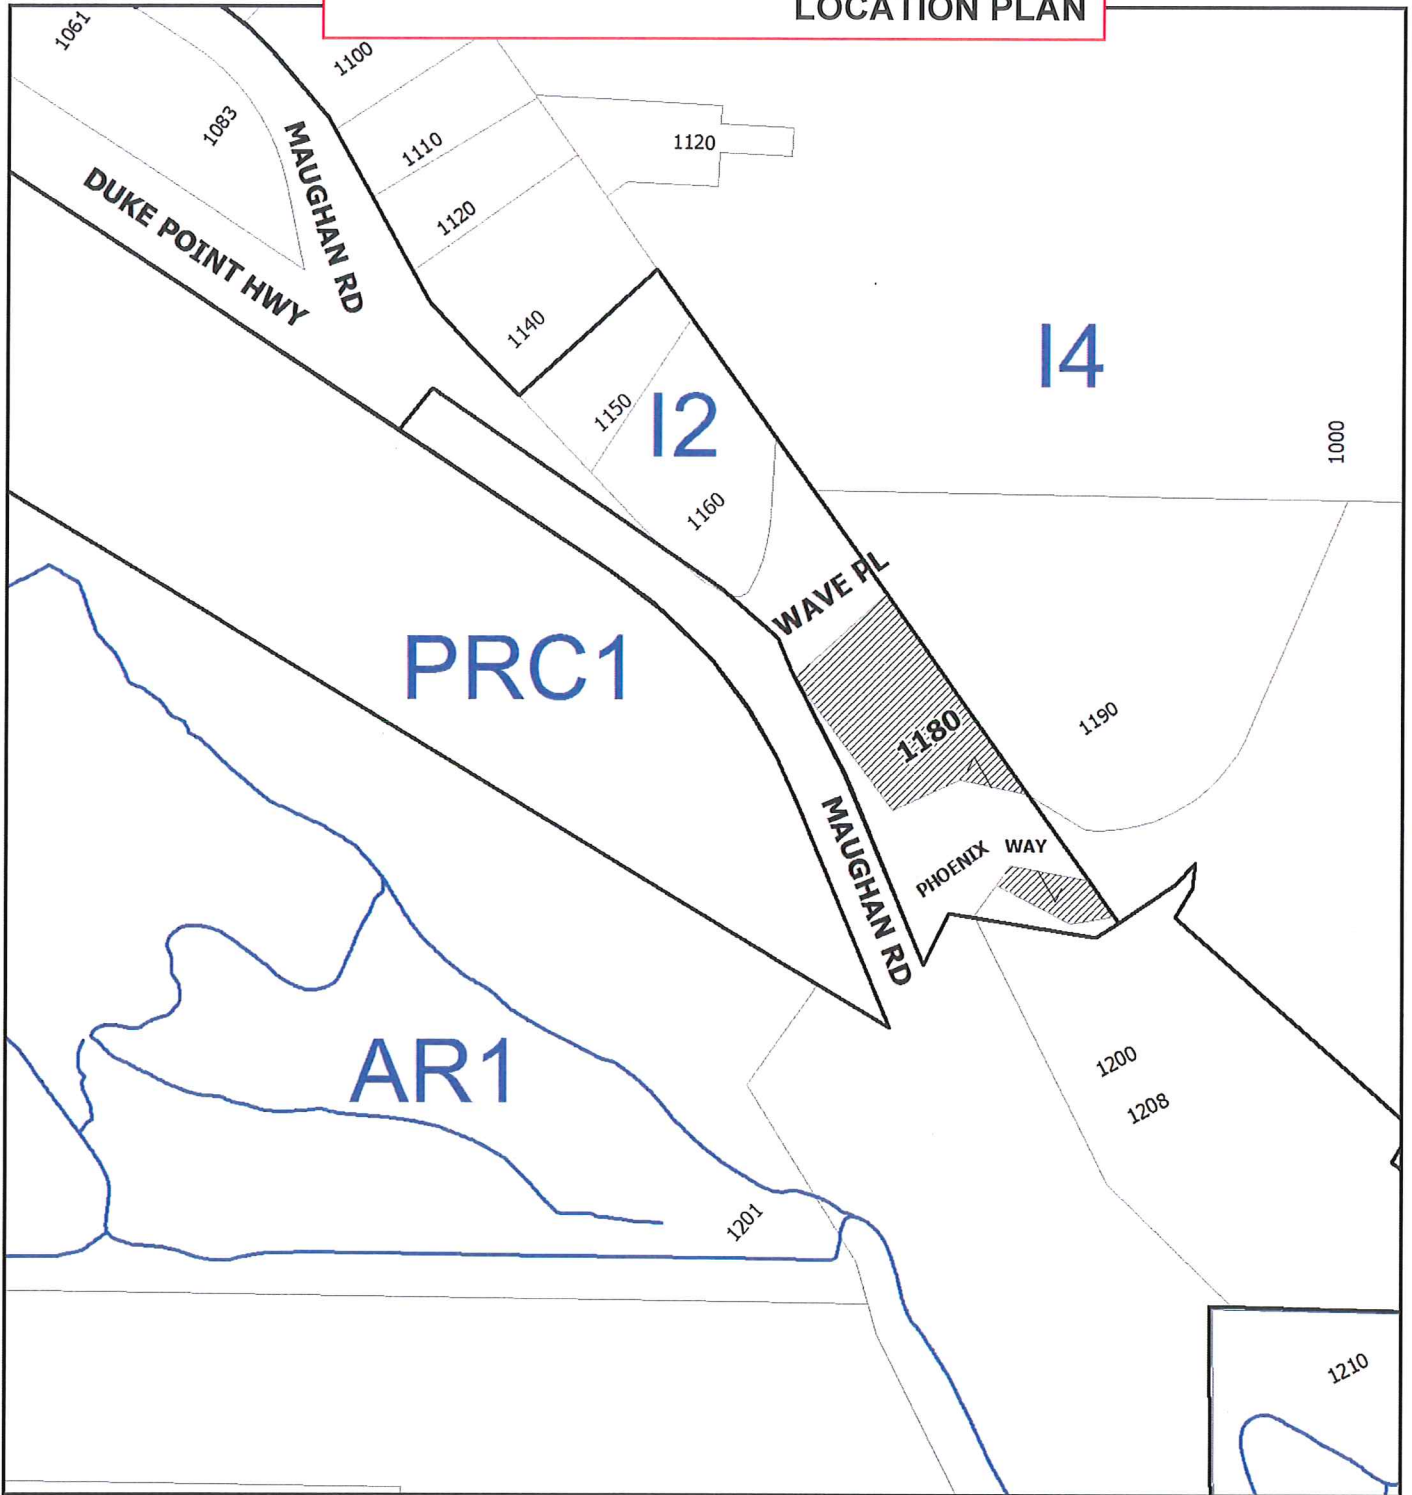 LOCATION PLAN
1061
1100
1083
MAUGHAN RD
1110
1120
1120
DUKE POINT HWY
1140
I4
1150
I2
1000
1160
WAVE PL
PRC1
1180
1190
MAUGHAN RD
PHOENIX WAY
AR1
1200
1208
1201
1210